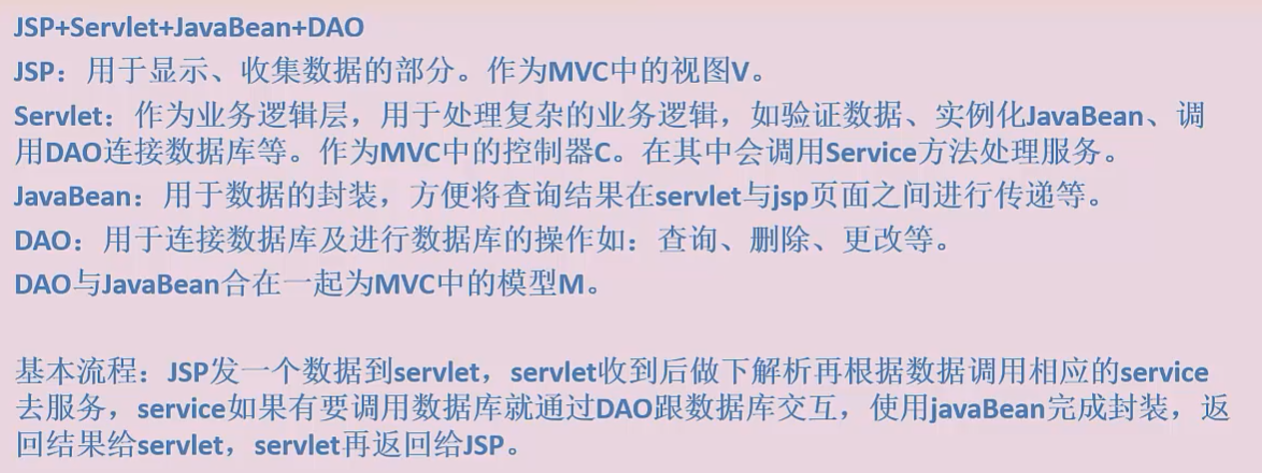 JSP+Servlet+JavaBean+DAO
JSP：用于显示、收集数据的部分。作为MVC中的视图V。
Servlet：作为业务逻辑层，用于处理复杂的业务逻辑，如验证数据、实例化JavaBean、调
用DAO连接数据库等。作为MVC中的控制器C。在其中会调用Service方法处理服务。
JavaBean：用于数据的封装，方便将查询结果在servlet与jsp页面之间进行传递等。
DAO：用于连接数据库及进行数据库的操作如：查询、删除、更改等。
DAO与JavaBean合在一起为MVC中的模型M。
基本流程：JSP发一个数据到servlet，servlet收到后做下解析再根据数据调用相应的service
去服务，service如果有要调用数据库就通过DAO跟数据库交互，使用javaBean完成封装，返
回结果给servlet，servlet再返回给JSP。